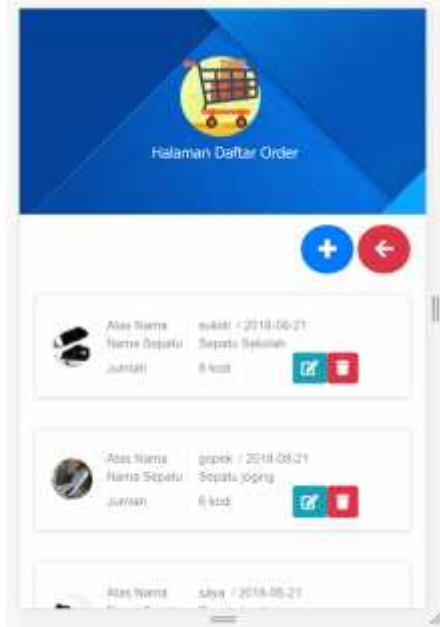 Halaman Daftar Order
Atas Nama sukoti / 2018-08-21
Nama Sepatu Sepatu Sekolah
Jumlah 8 kodi
Atas Nama gopek / 2018-08-21
Nama Sepatu Sepatu joging
Jumlah 6 kodi
Atas Nama saya / 2018-08-21